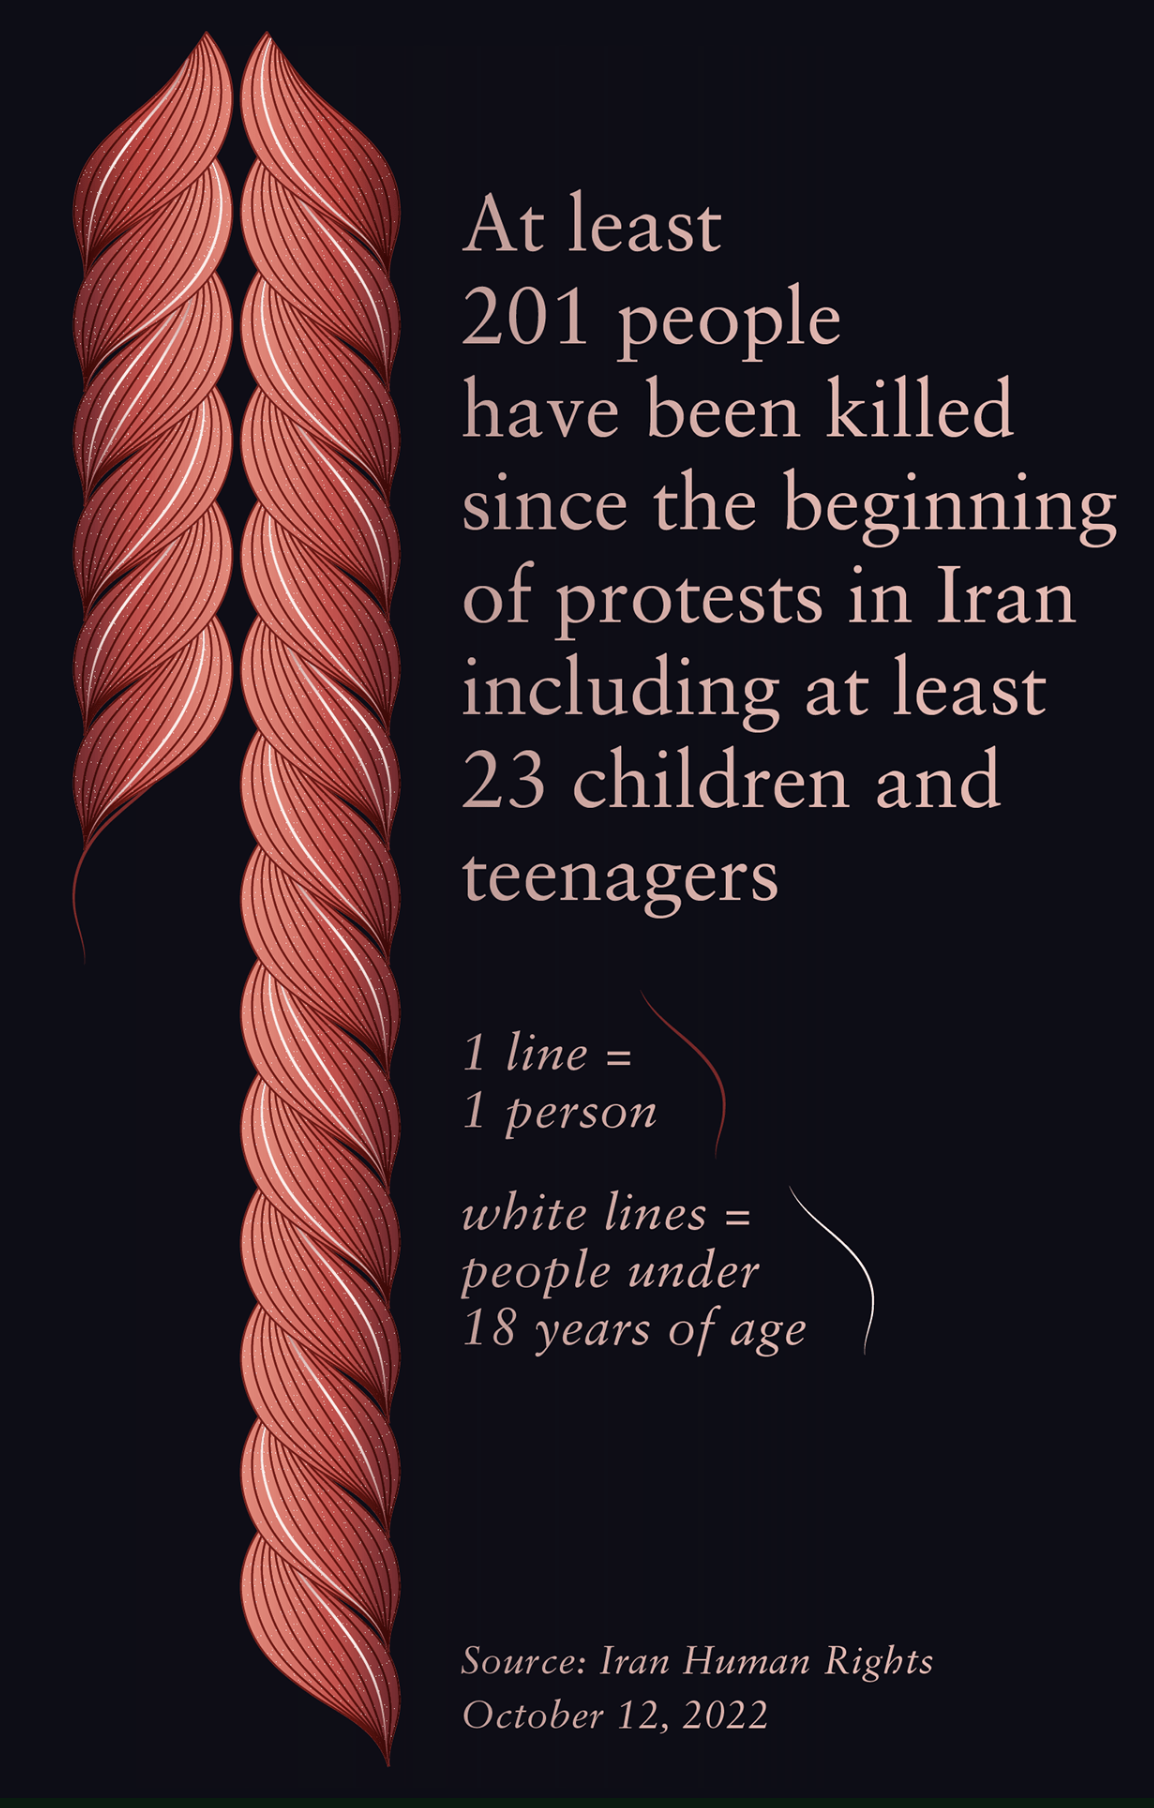 At least
201 people
have been killed
since the beginning
of protests in Iran
including at least
23 children and
teenagers
1 line =
1 person
white lines =
people under
18 years of age
Source: Iran Human Rights
October 12, 2022